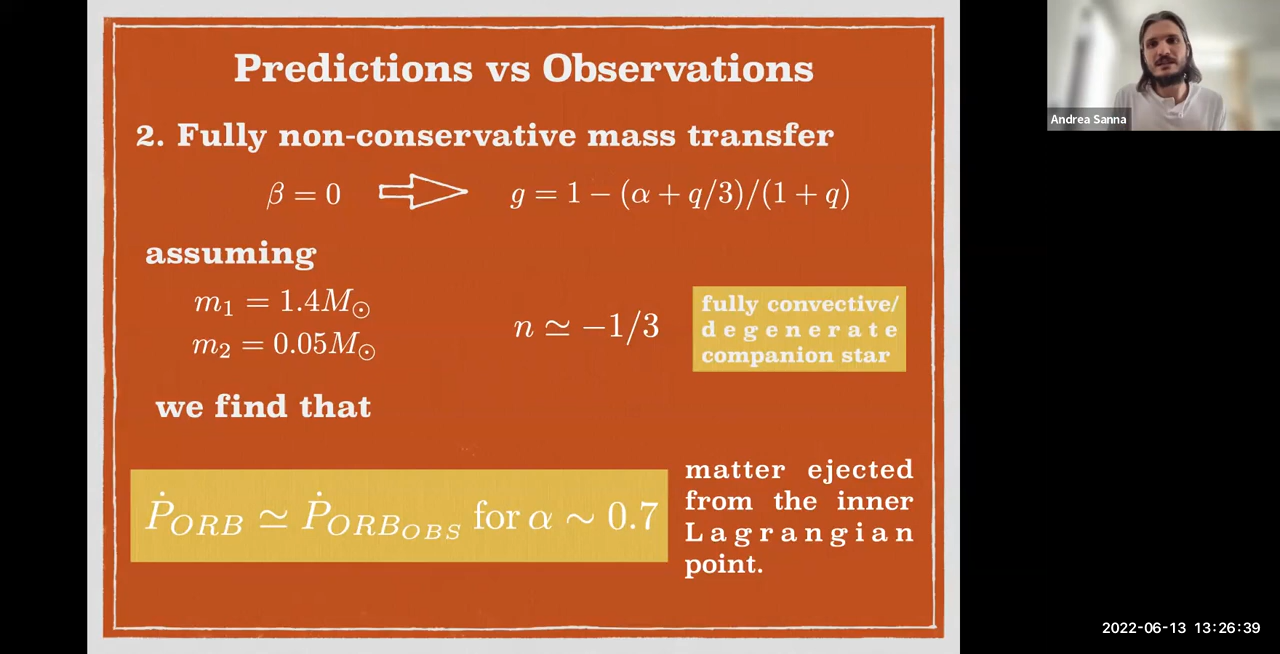 Predictions vs Observations
2. Fully non-conservative mass transfer
β = 0 g = 1 − (α + q/3)/(1 + q)
assuming
m₁ = 1.4M⊙
m₂ = 0.05M⊙
n ≃ −1/3
fully convective/
degenerate
companion star
we find that
Ṗ_ORB ≃ Ṗ_ORB_OBS for α ∼ 0.7
matter ejected
from the inner
Lagrangian
point.
Andrea Sanna
2022-06-13 13:26:39